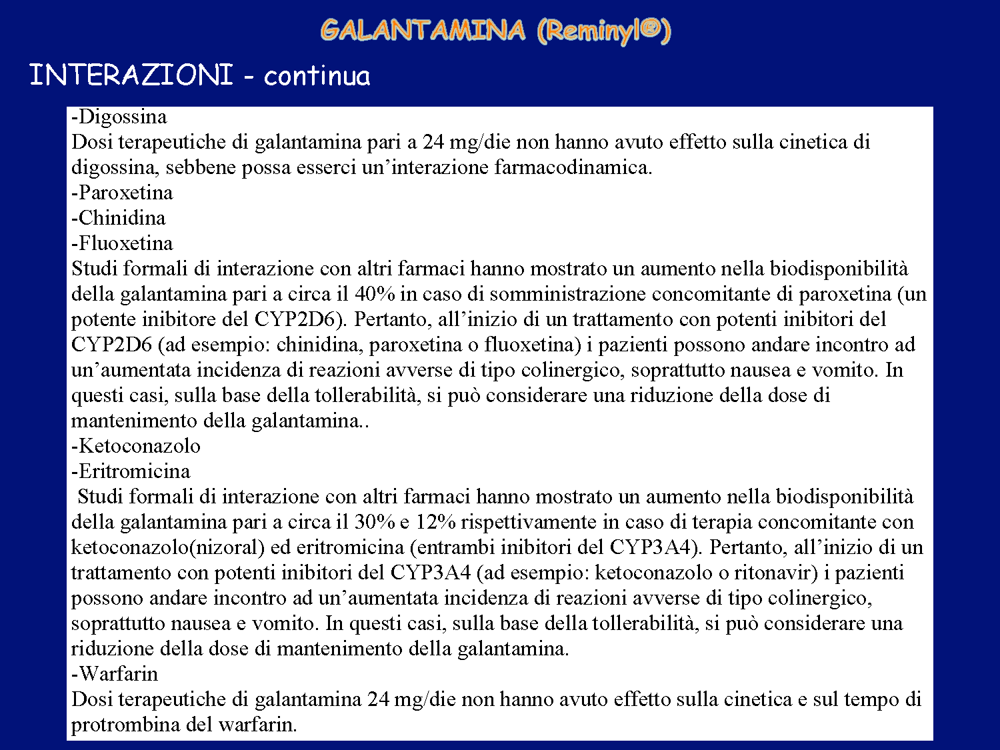 GALANTAMINA (Reminyl®)
INTERAZIONI - continua
-Digossina
Dosi terapeutiche di galantamina pari a 24 mg/die non hanno avuto effetto sulla cinetica di
digossina, sebbene possa esserci un’interazione farmacodinamica.
-Paroxetina
-Chinidina
-Fluoxetina
Studi formali di interazione con altri farmaci hanno mostrato un aumento nella biodisponibilità
della galantamina pari a circa il 40% in caso di somministrazione concomitante di paroxetina (un
potente inibitore del CYP2D6). Pertanto, all’inizio di un trattamento con potenti inibitori del
CYP2D6 (ad esempio: chinidina, paroxetina o fluoxetina) i pazienti possono andare incontro ad
un’aumentata incidenza di reazioni avverse di tipo colinergico, soprattutto nausea e vomito. In
questi casi, sulla base della tollerabilità, si può considerare una riduzione della dose di
mantenimento della galantamina..
-Ketoconazolo
-Eritromicina
Studi formali di interazione con altri farmaci hanno mostrato un aumento nella biodisponibilità
della galantamina pari a circa il 30% e 12% rispettivamente in caso di terapia concomitante con
ketoconazolo(nizoral) ed eritromicina (entrambi inibitori del CYP3A4). Pertanto, all’inizio di un
trattamento con potenti inibitori del CYP3A4 (ad esempio: ketoconazolo o ritonavir) i pazienti
possono andare incontro ad un’aumentata incidenza di reazioni avverse di tipo colinergico,
soprattutto nausea e vomito. In questi casi, sulla base della tollerabilità, si può considerare una
riduzione della dose di mantenimento della galantamina.
-Warfarin
Dosi terapeutiche di galantamina 24 mg/die non hanno avuto effetto sulla cinetica e sul tempo di
protrombina del warfarin.